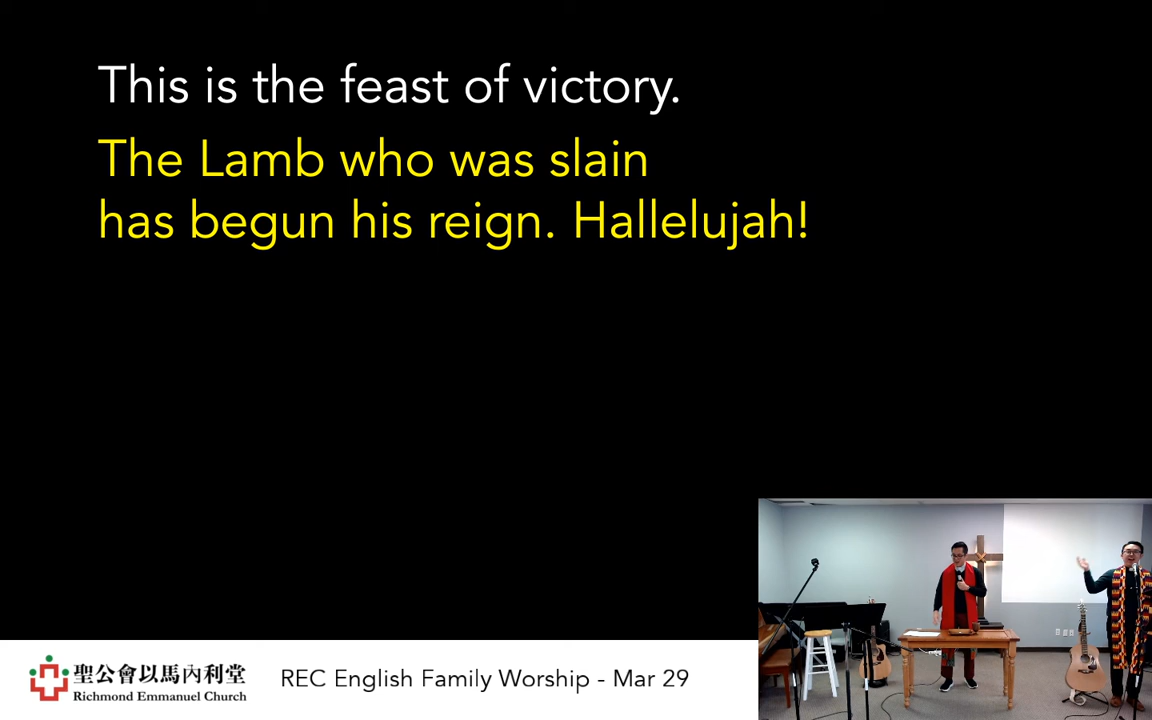 This is the feast of victory.
The Lamb who was slain
has begun his reign. Hallelujah!
聖公會以馬內利堂
Richmond Emmanuel Church
REC English Family Worship - Mar 29